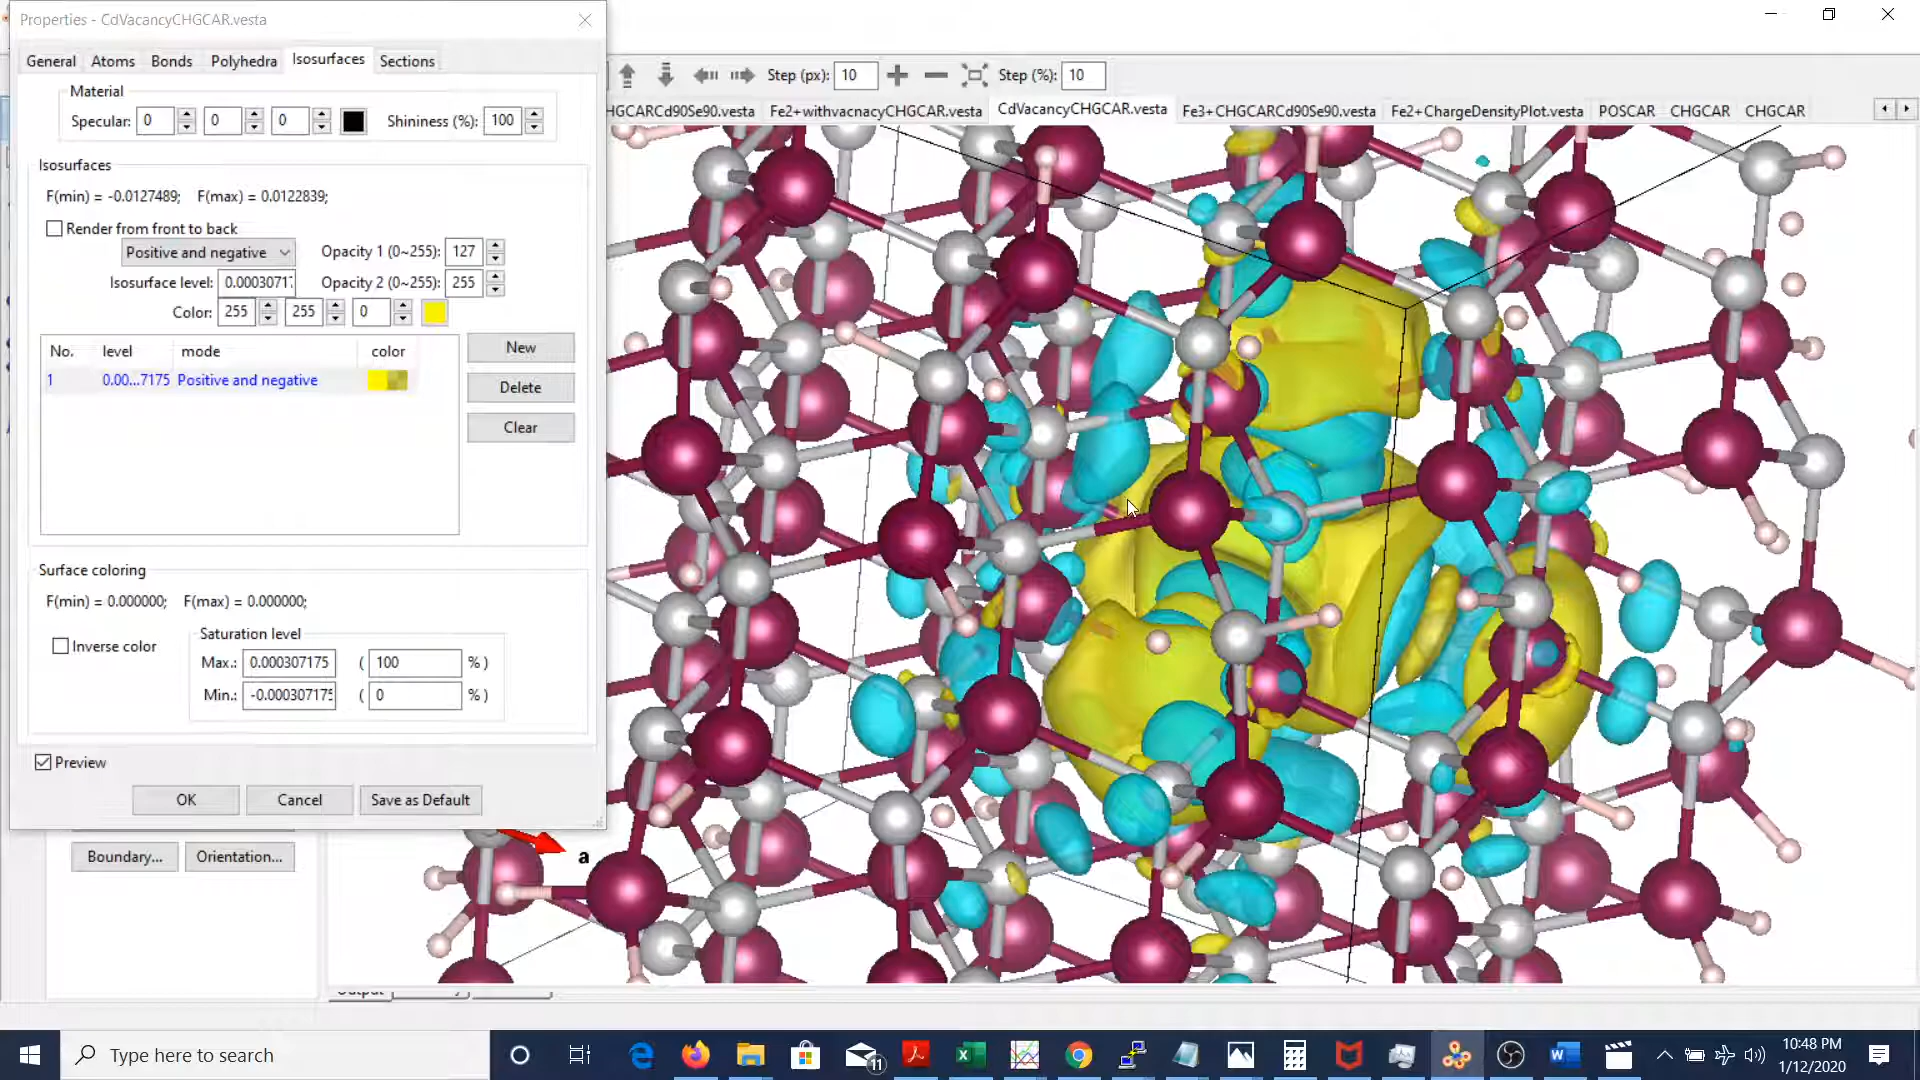 Properties - CdVacancyCHGCAR.vesta
General Atoms Bonds Polyhedra Isosurfaces Sections
Step (px): 10 Step (%): 10
HGCARCd90Se90.vesta Fe2+withvacnacyCHGCAR.vesta CdVacancyCHGCAR.vesta Fe3+CHGCARCd90Se90.vesta Fe2+ChargeDensityPlot.vesta POSCAR CHGCAR CHGCAR
Material
Specular: 0 0 0 Shininess (%): 100
Isosurfaces
F(min) = -0.0127489; F(max) = 0.0122839;
Render from front to back
Positive and negative Opacity 1 (0~255): 127
Isosurface level: 0.00030717 Opacity 2 (0~255): 255
Color: 255 255 0
No. level mode color
1 0.00...7175 Positive and negative
New
Delete
Clear
Surface coloring
F(min) = 0.000000; F(max) = 0.000000;
Inverse color
Saturation level
Max.: 0.000307175 ( 100 % )
Min.: -0.000307175 ( 0 % )
Preview
OK Cancel Save as Default
a
Boundary... Orientation...
Type here to search
11
10:48 PM
1/12/2020